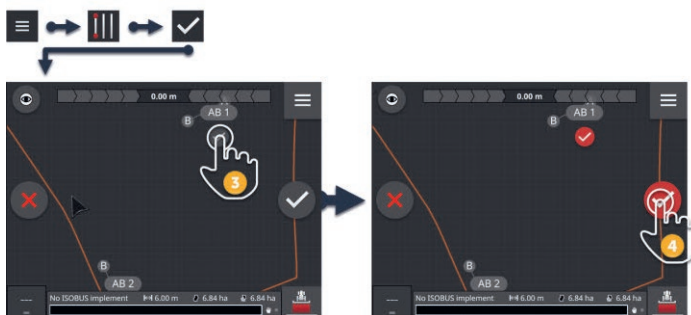 0.00 m
AB 1
B
3
B
AB 2
No ISOBUS implement 6.00 m 6.84 ha 6.84 ha
0.00 m
AB 1
B
4
B
AB 2
No ISOBUS implement 6.00 m 6.84 ha 6.84 ha